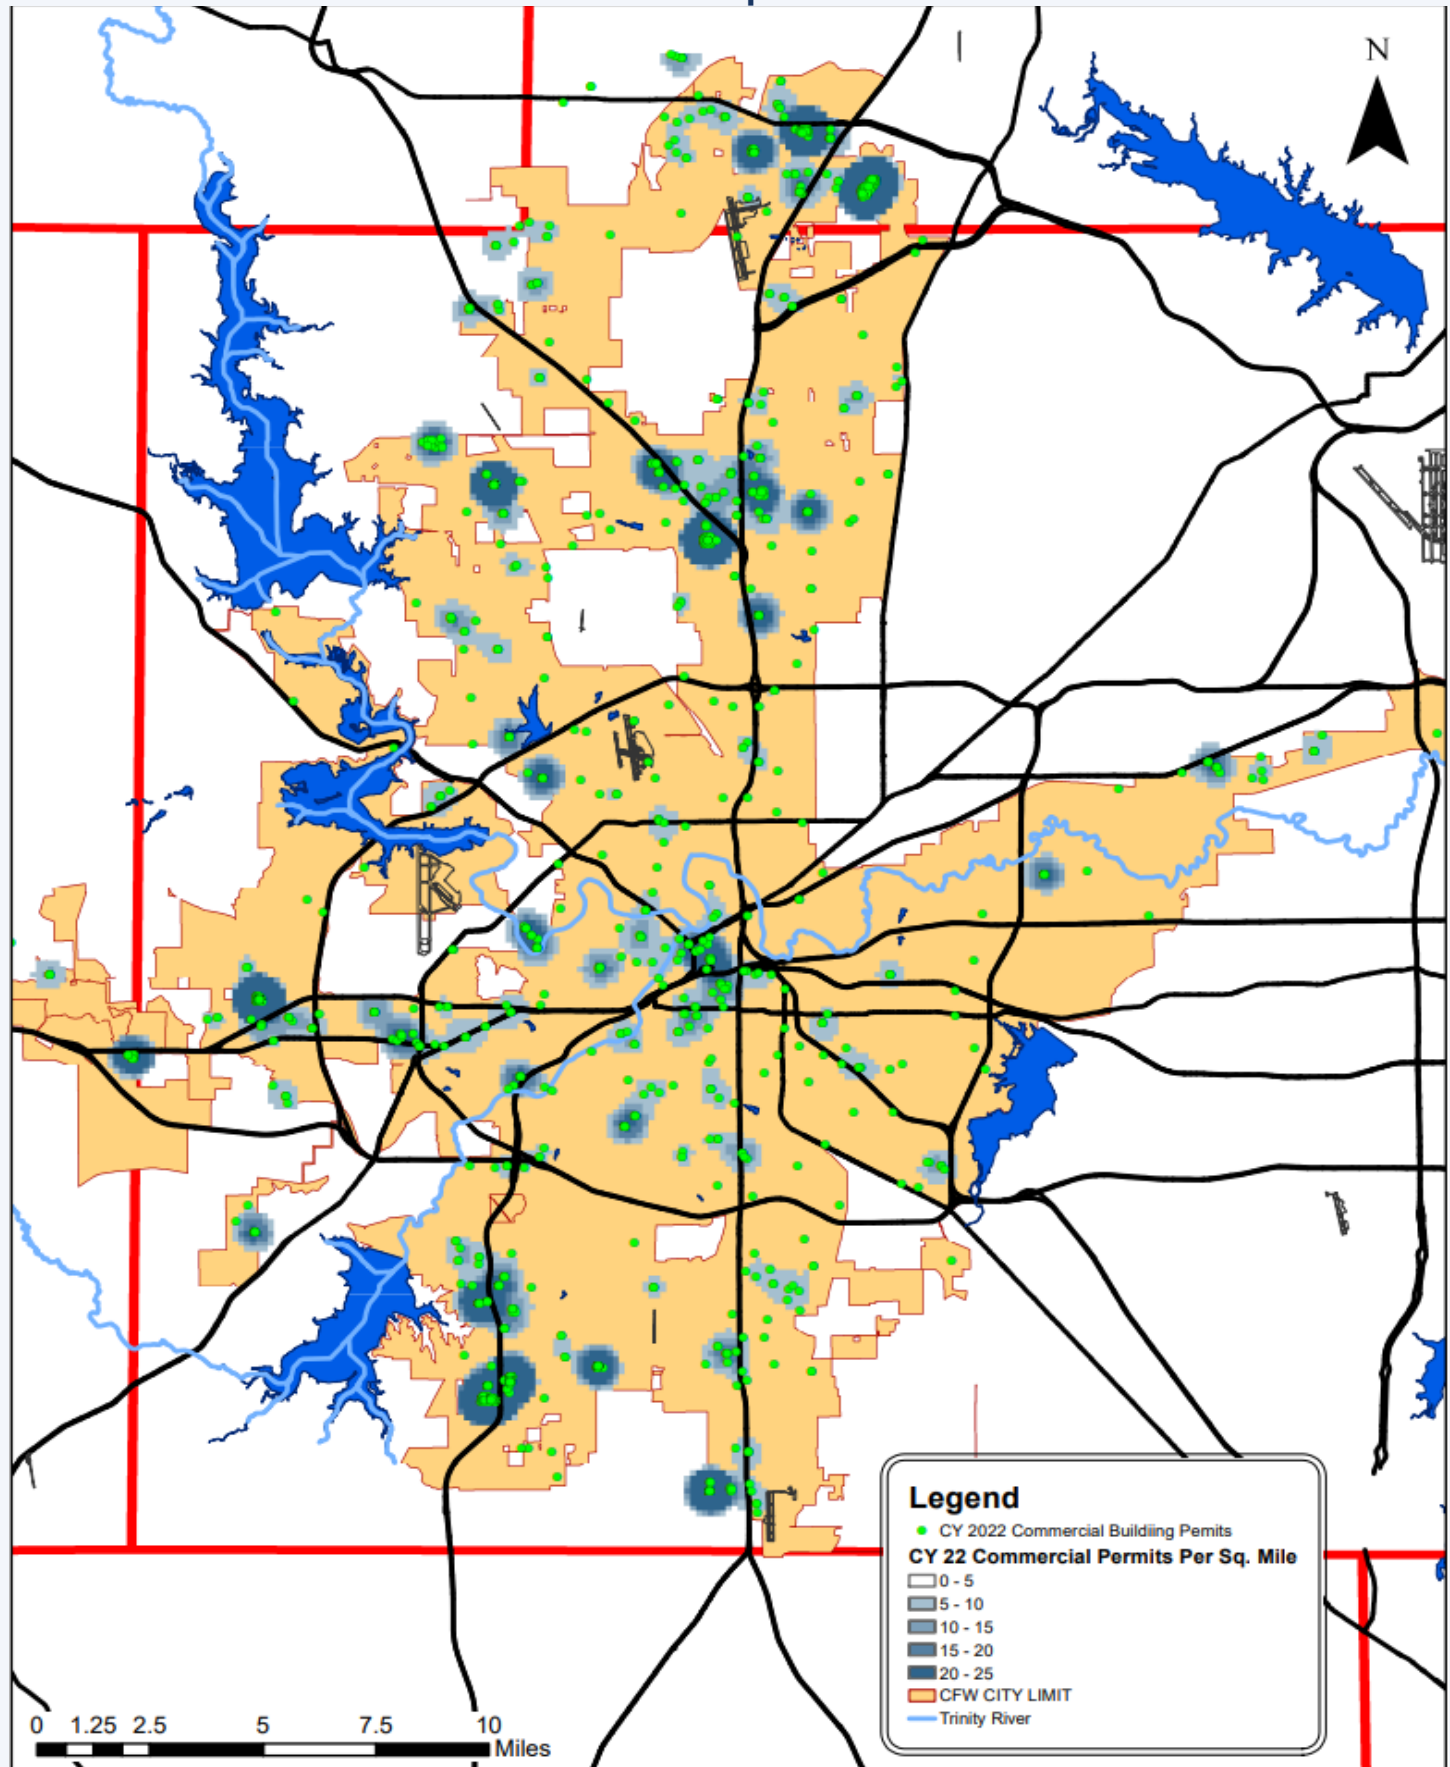 N
Legend
CY 2022 Commercial Buildiing Pemits
CY 22 Commercial Permits Per Sq. Mile
0 - 5
5 - 10
10 - 15
15 - 20
20 - 25
CFW CITY LIMIT
Trinity River
0 1.25 2.5 5 7.5 10
Miles